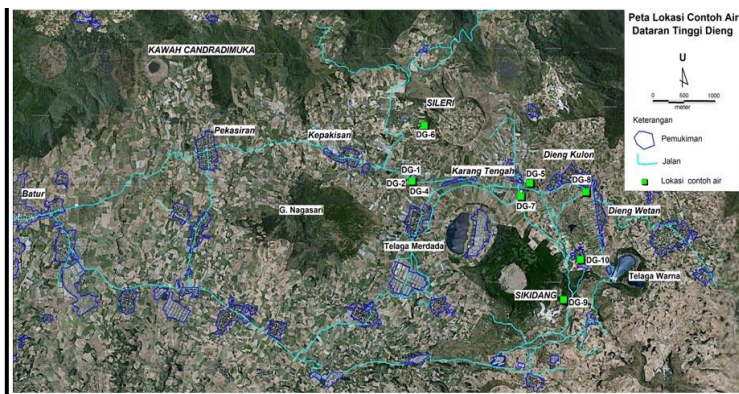 Peta Lokasi Contoh Air
Dataran Tinggi Dieng
U
0 500 1000
meter
Keterangan
Pemukiman
Jalan
Lokasi contoh air
KAWAH CANDRADIMUKA
SILERI
DG-6
Pekasiran
Kepakisan
DG-1
DG-2
DG-4
Karang Tengah
DG-5
Dieng Kulon
DG-8
DG-7
Batur
G. Nagasari
Dieng Wetan
Telaga Merdada
DG-10
Telaga Warna
SIKIDANG
DG-9